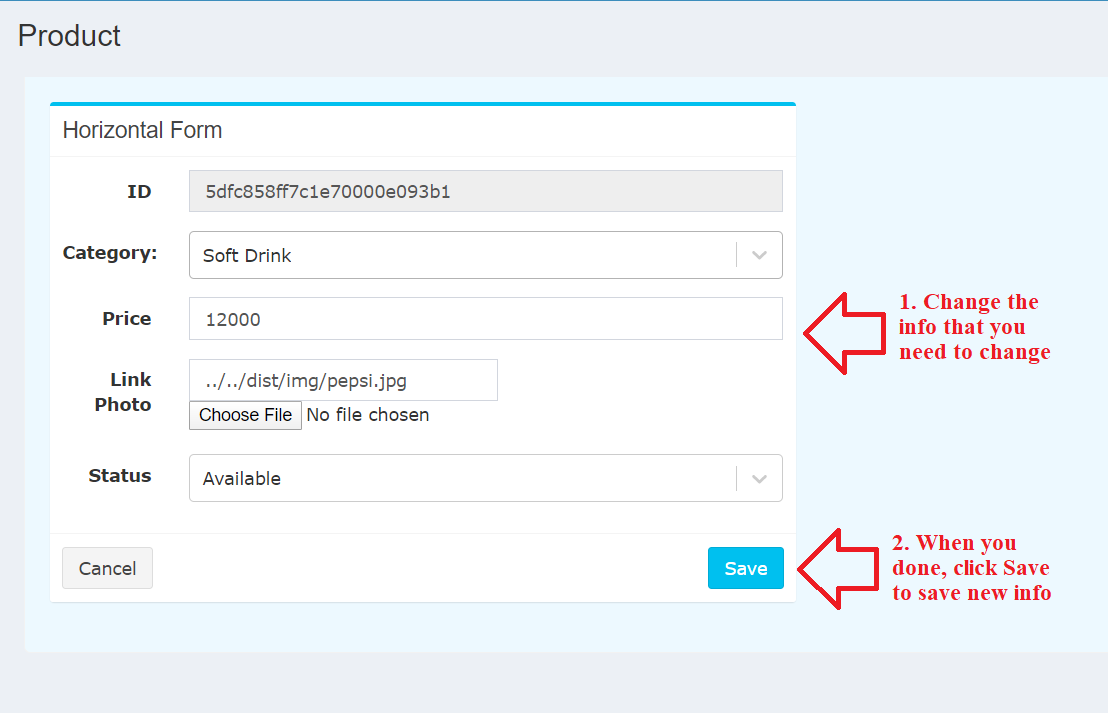 Product
Horizontal Form
ID
5dfc858ff7c1e70000e093b1
Category:
Soft Drink
Price
12000
Link
Photo
../../dist/img/pepsi.jpg
Choose File No file chosen
Status
Available
Cancel
Save
1. Change the
info that you
need to change
2. When you
done, click Save
to save new info